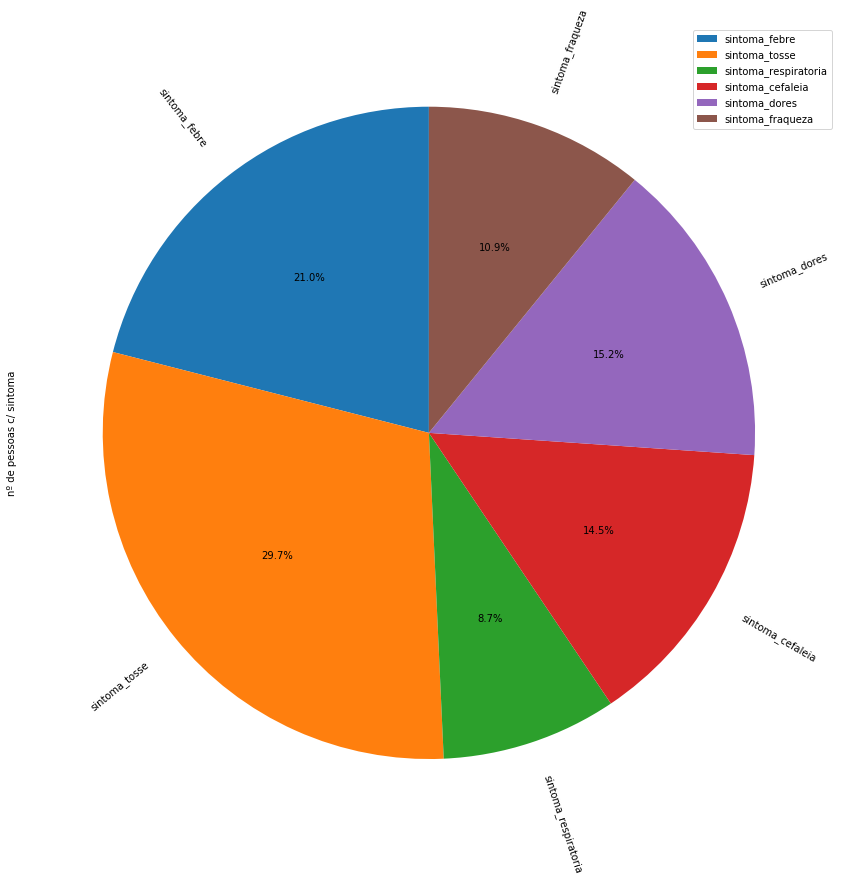 sintoma_fraqueza
sintoma_febre
sintoma_tosse
sintoma_respiratoria
sintoma_cefaleia
sintoma_dores
sintoma_fraqueza
sintoma_febre
10.9%
sintoma_dores
21.0%
15.2%
nº de pessoas c/ sintoma
14.5%
29.7%
8.7%
sintoma_cefaleia
sintoma_tosse
sintoma_respiratoria